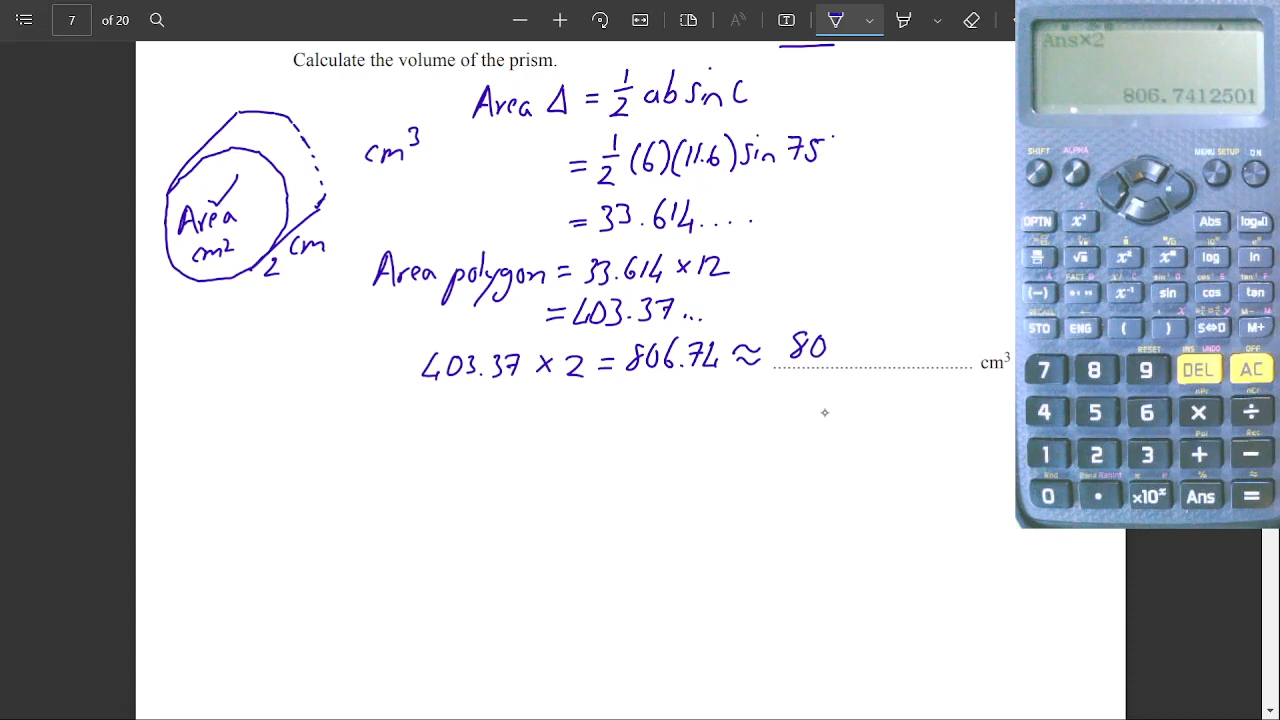 7 of 20
Calculate the volume of the prism.
Area Δ = 1/2 ab sin C
cm³
= 1/2 (6)(11.6) sin 75°
Area
cm²
= 33.614....
2 cm
Area polygon = 33.614 × 12
= 403.37...
403.37 × 2 = 806.74 ≈ 80 cm³
Ans×2
806.7412501
SHIFT ALPHA MENU SETUP ON
OPTN x³ Abs log
log ln
(−) x⁻¹ sin cos tan
STO ENG ( ) S⇔D M+
7 8 9 DEL AC
4 5 6 × ÷
1 2 3 + −
0 • ×10ˣ Ans =